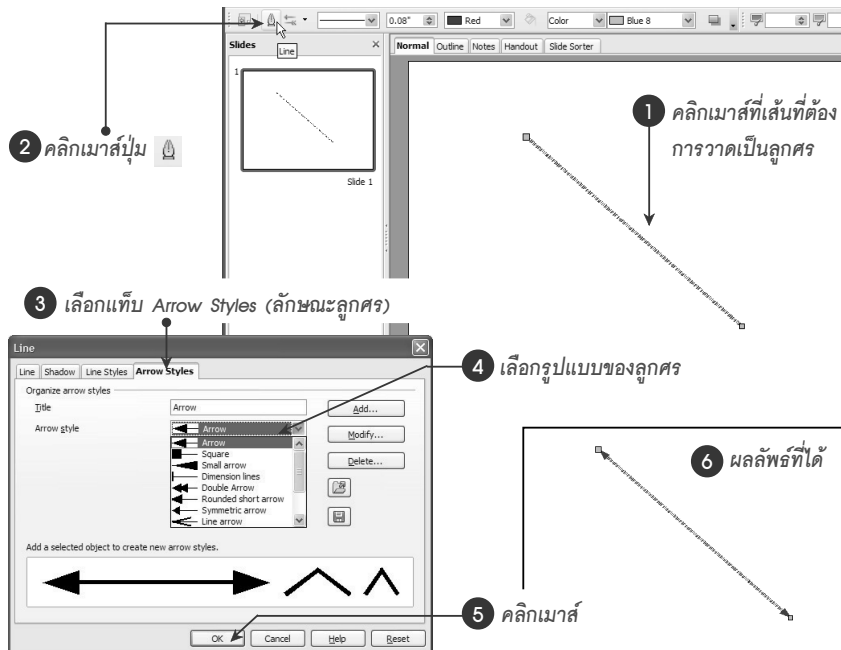 0.08"
Red
Color
Blue 8
Slides
Line
Normal
Outline
Notes
Handout
Slide Sorter
1
Slide 1
1 คลิกเมาส์ที่เส้นที่ต้อง
การวาดเป็นลูกศร
2 คลิกเมาส์ปุ่ม
3 เลือกแท็บ Arrow Styles (ลักษณะลูกศร)
Line
Line
Shadow
Line Styles
Arrow Styles
Organize arrow styles
Title
Arrow
Add...
Arrow style
Arrow
Modify...
Arrow
Square
Small arrow
Delete...
Dimension lines
Double Arrow
Rounded short arrow
Symmetric arrow
Line arrow
Add a selected object to create new arrow styles.
OK
Cancel
Help
Reset
4 เลือกรูปแบบของลูกศร
5 คลิกเมาส์
6 ผลลัพธ์ที่ได้